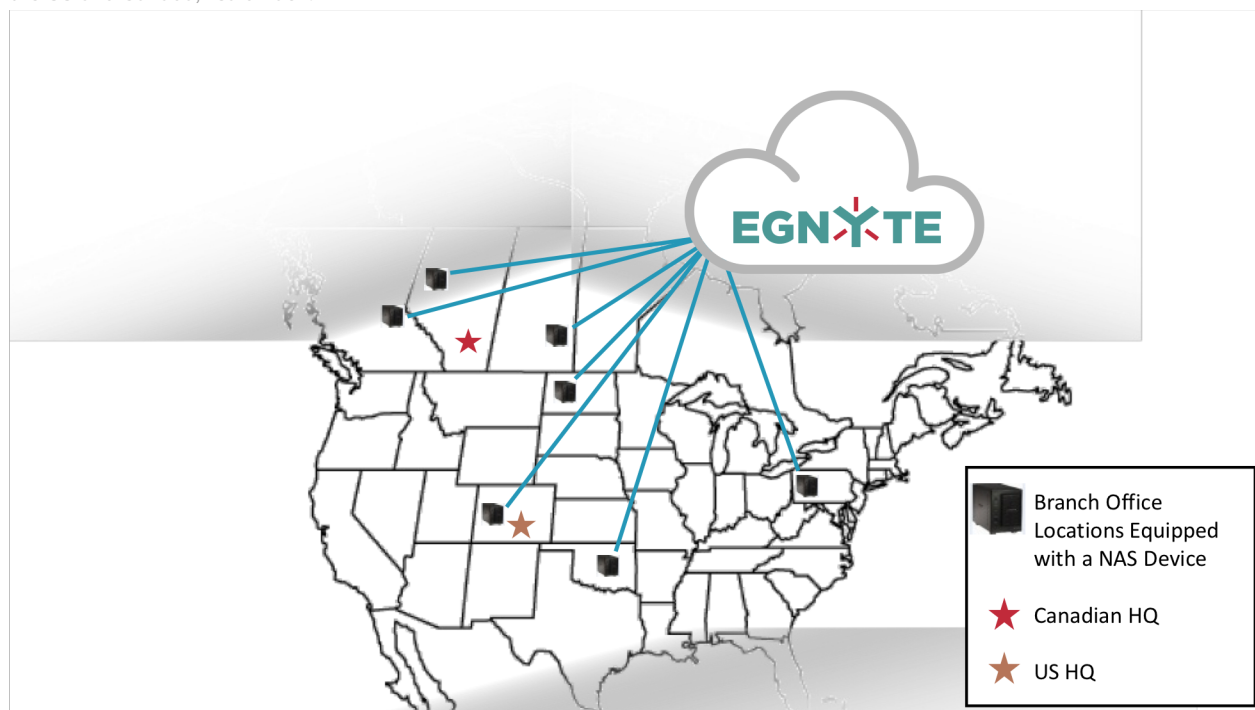 EGNYTE
Branch Office
Locations Equipped
with a NAS Device
Canadian HQ
US HQ